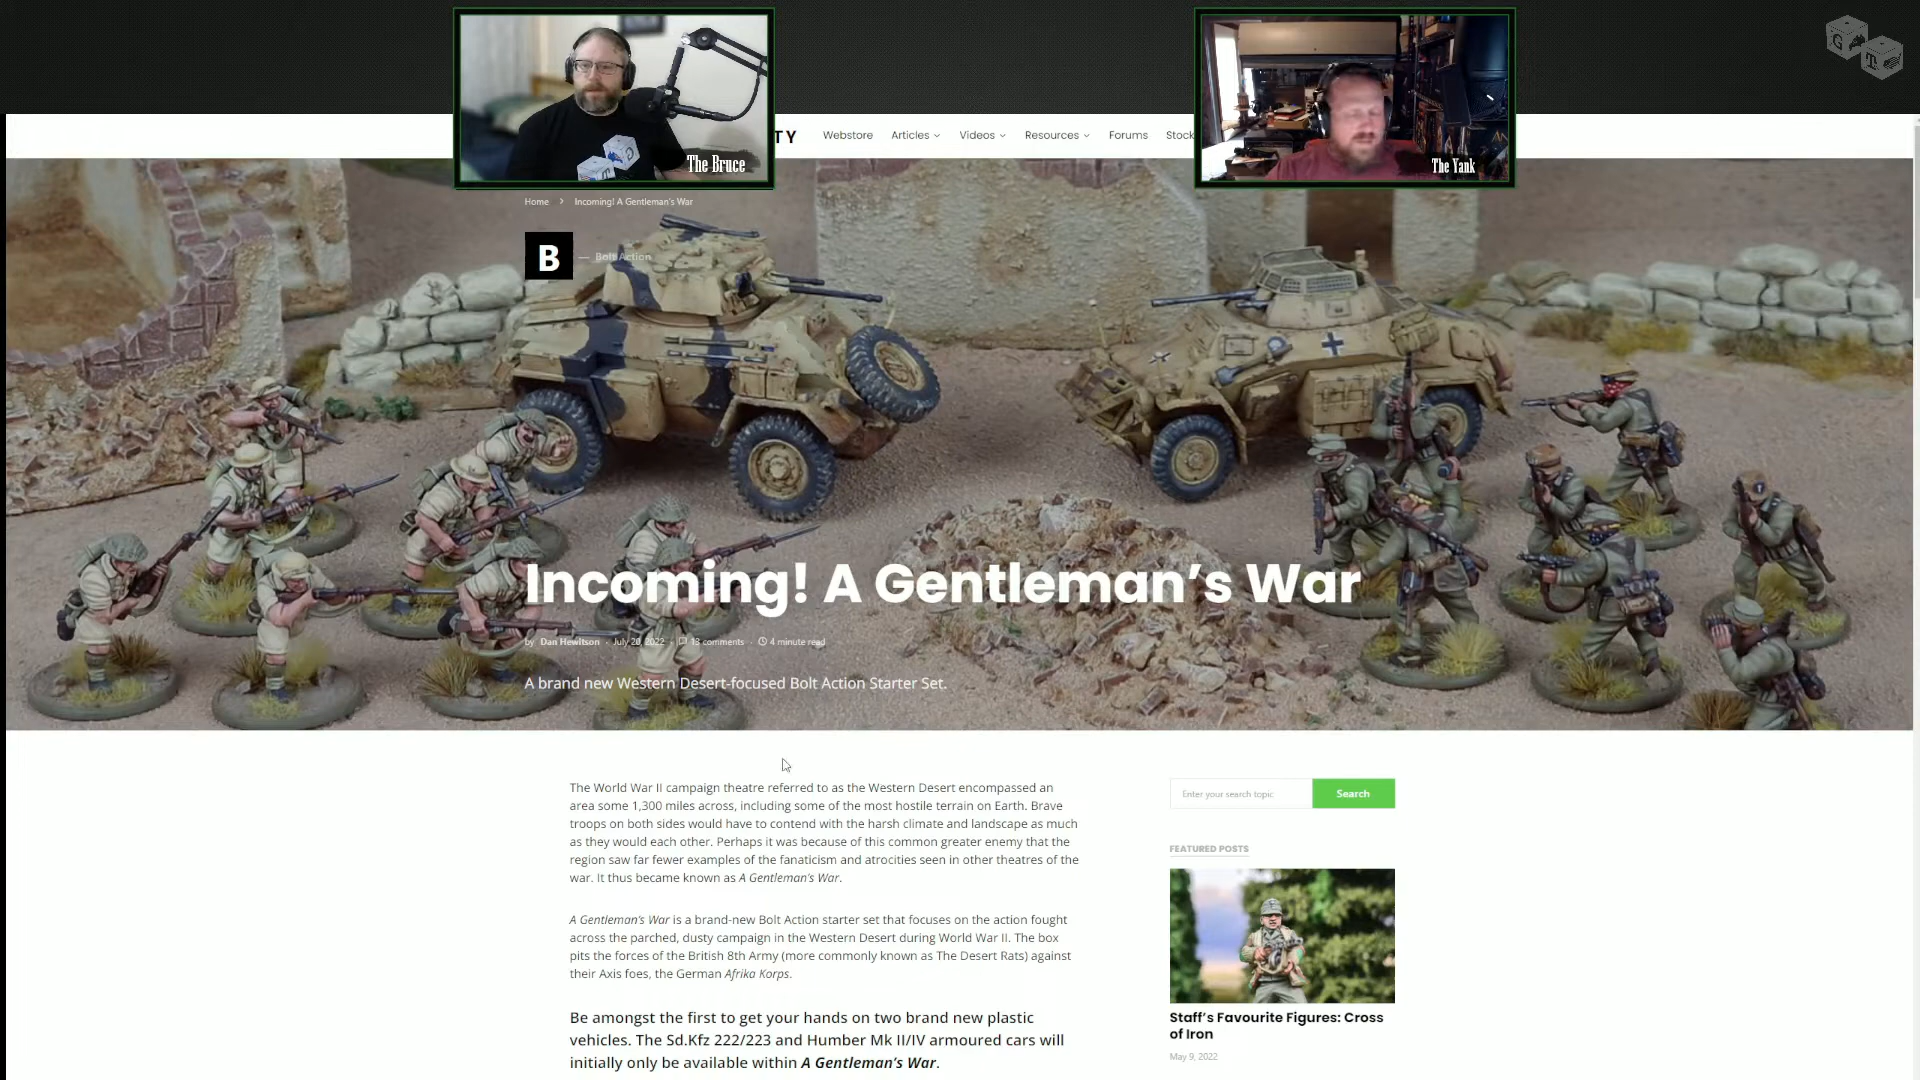 The Bruce
The Yank
G
T
TY
Webstore
Articles
Videos
Resources
Forums
Stock
Home > Incoming! A Gentleman's War
B — Bolt Action
Incoming! A Gentleman's War
by Dan Hewitson · July 20, 2022 · 13 comments · 4 minute read
A brand new Western Desert-focused Bolt Action Starter Set.
The World War II campaign theatre referred to as the Western Desert encompassed an
area some 1,300 miles across, including some of the most hostile terrain on Earth. Brave
troops on both sides would have to contend with the harsh climate and landscape as much
as they would each other. Perhaps it was because of this common greater enemy that the
region saw far fewer examples of the fanaticism and atrocities seen in other theatres of the
war. It thus became known as A Gentleman's War.
A Gentleman's War is a brand-new Bolt Action starter set that focuses on the action fought
across the parched, dusty campaign in the Western Desert during World War II. The box
pits the forces of the British 8th Army (more commonly known as The Desert Rats) against
their Axis foes, the German Afrika Korps.
Be amongst the first to get your hands on two brand new plastic
vehicles. The Sd.Kfz 222/223 and Humber Mk II/IV armoured cars will
initially only be available within A Gentleman's War.
Enter your search topic
Search
FEATURED POSTS
Staff's Favourite Figures: Cross
of Iron
May 9, 2022